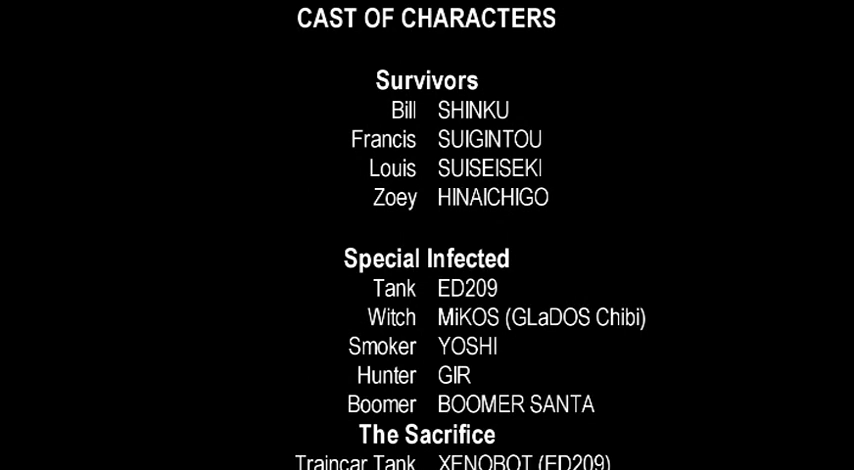 CAST OF CHARACTERS
Survivors
Bill SHINKU
Francis SUIGINTOU
Louis SUISEISEKI
Zoey HINAICHIGO
Special Infected
Tank ED209
Witch MiKOS (GLaDOS Chibi)
Smoker YOSHI
Hunter GIR
Boomer BOOMER SANTA
The Sacrifice
Traincar Tank XENOBOT (ED209)